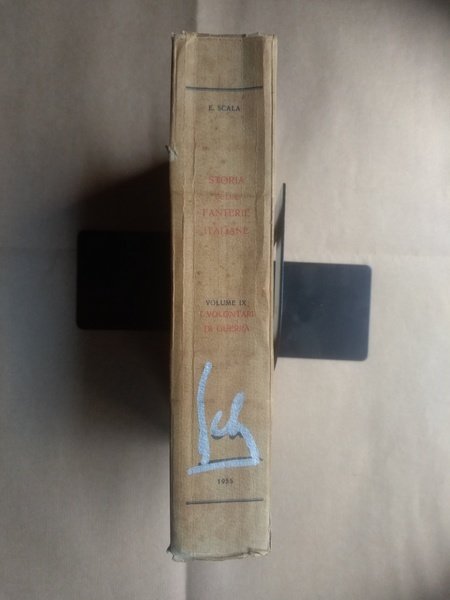 E. SCALA
STORIA
DELLE
FANTERIE
ITALIANE
VOLUME IX
I VOLONTARI
DI GUERRA
1955